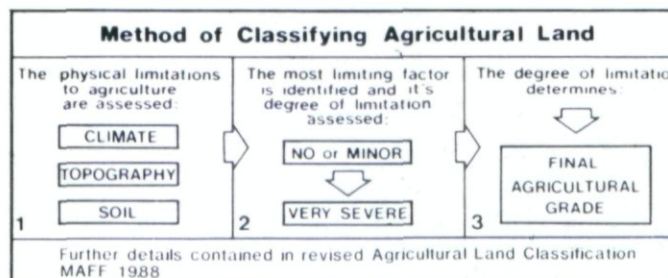 Method of Classifying Agricultural Land
The physical limitations
to agriculture
are assessed:
CLIMATE
TOPOGRAPHY
SOIL
1
The most limiting factor
is identified and it's
degree of limitation
assessed:
NO or MINOR
VERY SEVERE
2
The degree of limitatio
determines:
FINAL
AGRICULTURAL
GRADE
3
Further details contained in revised Agricultural Land Classification
MAFF 1988